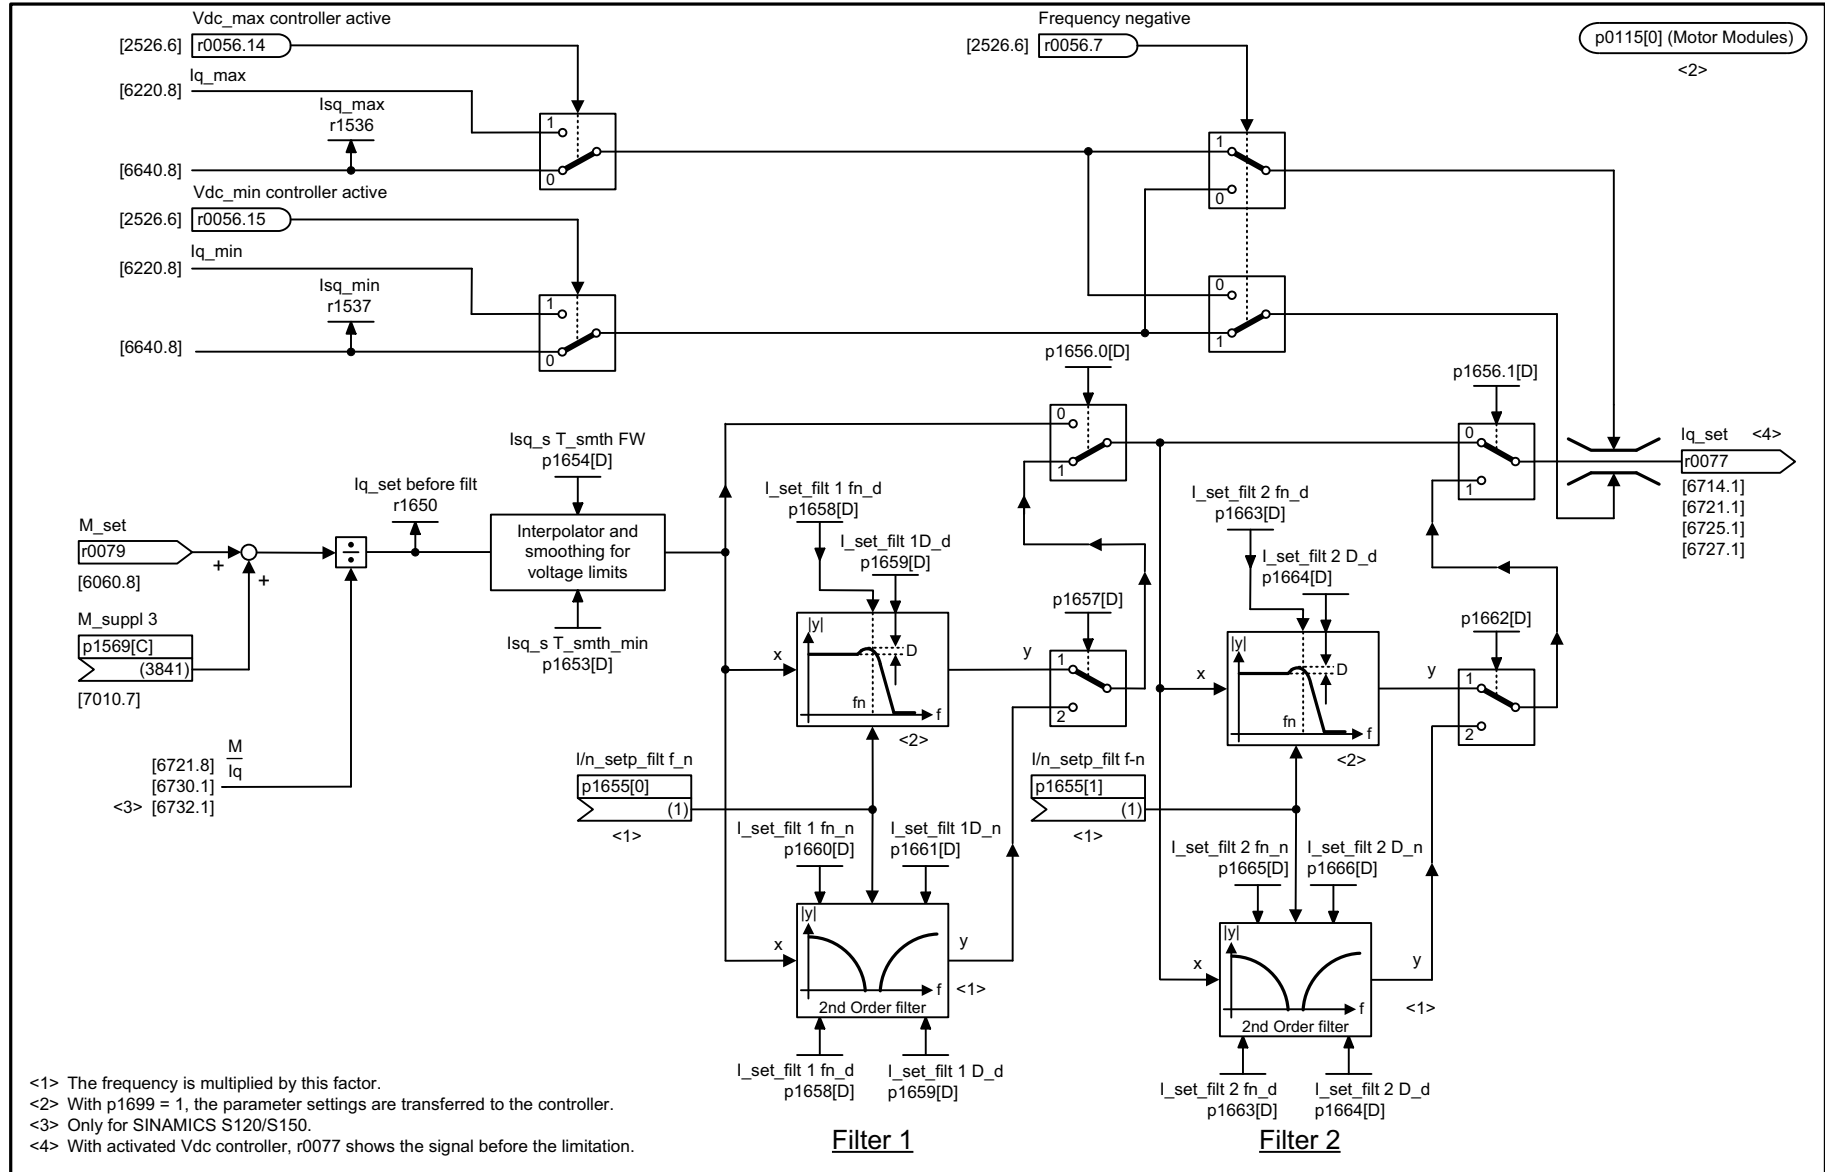 Vdc_max controller active
[2526.6] r0056.14
Iq_max
[6220.8]
Isq_max
r1536
[6640.8]
1
0
Vdc_min controller active
[2526.6] r0056.15
Iq_min
[6220.8]
Isq_min
r1537
[6640.8]
1
0
Frequency negative
[2526.6] r0056.7
1
0
0
1
p0115[0] (Motor Modules)
<2>
M_set
r0079
[6060.8]
+
+
M_suppl 3
p1569[C]
(3841)
[7010.7]
÷
[6721.8]
[6730.1]
<3> [6732.1]
M
Iq
Iq_set before filt
r1650
Isq_s T_smth FW
p1654[D]
Interpolator and
smoothing for
voltage limits
Isq_s T_smth_min
p1653[D]
I_set_filt 1 fn_d
p1658[D]
I_set_filt 1D_d
p1659[D]
x
|y|
D
fn
f
y
<2>
I/n_setp_filt f_n
p1655[0]
(1)
<1>
I_set_filt 1 fn_n
p1660[D]
I_set_filt 1D_n
p1661[D]
x
|y|
f
y
2nd Order filter
<1>
I_set_filt 1 fn_d
p1658[D]
I_set_filt 1 D_d
p1659[D]
Filter 1
p1657[D]
1
2
p1656.0[D]
0
1
I_set_filt 2 fn_d
p1663[D]
I_set_filt 2 D_d
p1664[D]
x
|y|
D
fn
f
y
<2>
I/n_setp_filt f-n
p1655[1]
(1)
<1>
I_set_filt 2 fn_n
p1665[D]
I_set_filt 2 D_n
p1666[D]
x
|y|
f
y
2nd Order filter
<1>
I_set_filt 2 fn_d
p1663[D]
I_set_filt 2 D_d
p1664[D]
Filter 2
p1662[D]
1
2
p1656.1[D]
0
1
Iq_set <4>
r0077
[6714.1]
[6721.1]
[6725.1]
[6727.1]
<1> The frequency is multiplied by this factor.
<2> With p1699 = 1, the parameter settings are transferred to the controller.
<3> Only for SINAMICS S120/S150.
<4> With activated Vdc controller, r0077 shows the signal before the limitation.